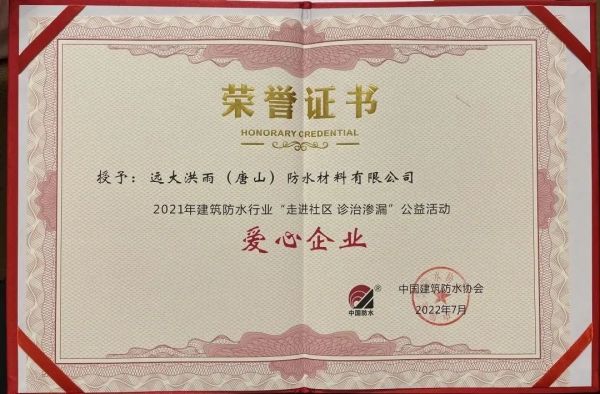 荣誉证书
HONORARY CREDENTIAL
授予：远大洪雨（唐山）防水材料有限公司
2021年建筑防水行业“走进社区 诊治渗漏”公益活动
爱心企业
®
中国防水
中国建筑防水协会
2022年7月